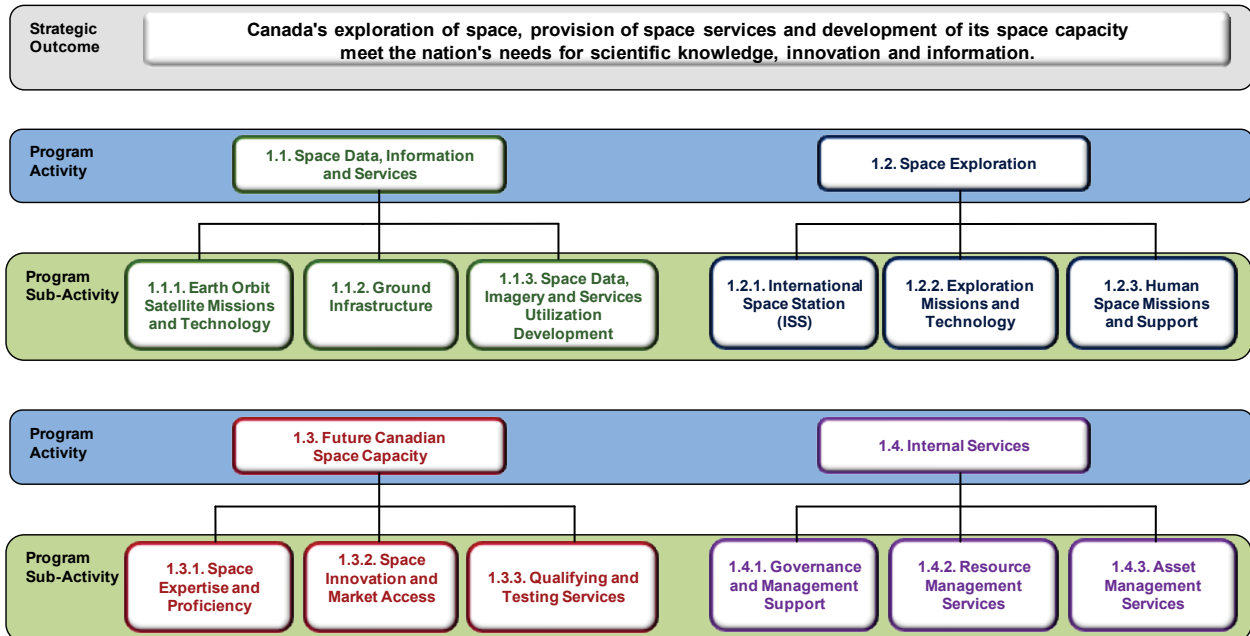 Strategic
Outcome
Canada's exploration of space, provision of space services and development of its space capacity
meet the nation's needs for scientific knowledge, innovation and information.
Program
Activity
1.1. Space Data, Information
and Services
1.2. Space Exploration
Program
Sub-Activity
1.1.1. Earth Orbit
Satellite Missions
and Technology
1.1.2. Ground
Infrastructure
1.1.3. Space Data,
Imagery and Services
Utilization
Development
1.2.1. International
Space Station
(ISS)
1.2.2. Exploration
Missions and
Technology
1.2.3. Human
Space Missions
and Support
Program
Activity
1.3. Future Canadian
Space Capacity
1.4. Internal Services
Program
Sub-Activity
1.3.1. Space
Expertise and
Proficiency
1.3.2. Space
Innovation and
Market Access
1.3.3. Qualifying and
Testing Services
1.4.1. Governance
and Management
Support
1.4.2. Resource
Management
Services
1.4.3. Asset
Management
Services